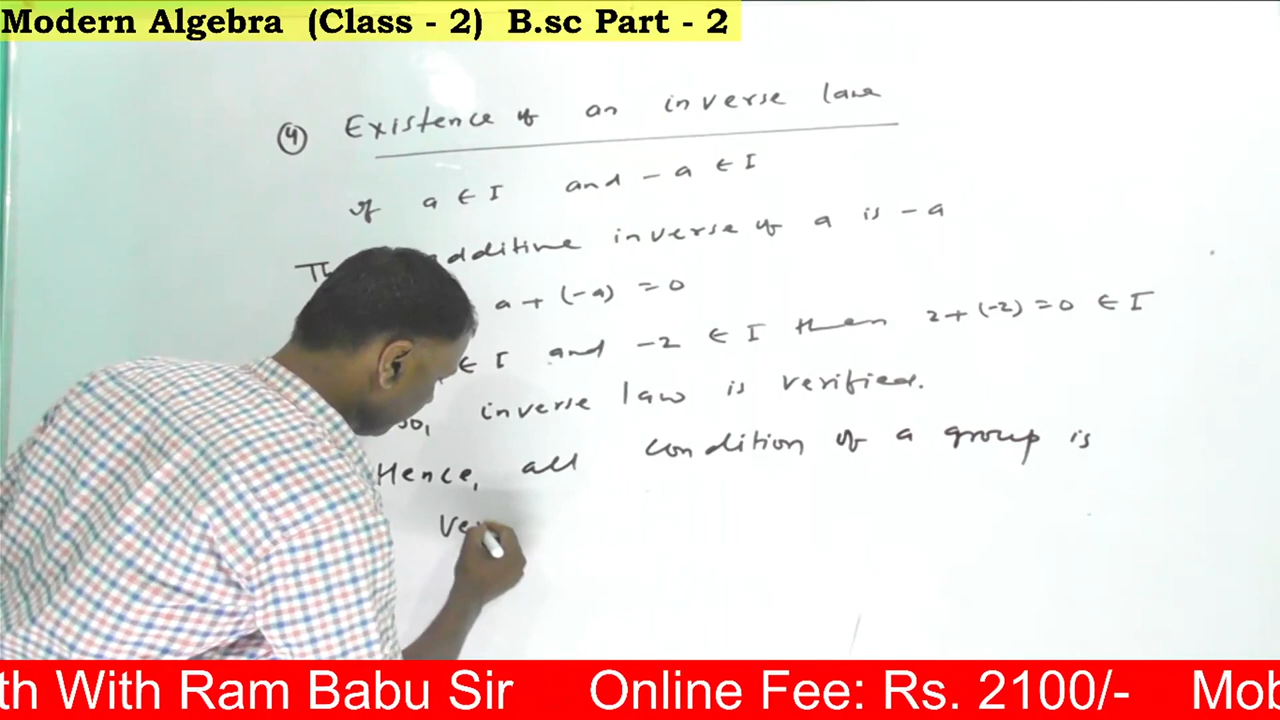 Modern Algebra (Class - 2) B.sc Part - 2
④ Existence of an inverse law
If a ∈ I and - a ∈ I
additive inverse of a is - a
a + (-a) = 0
∈ I and -2 ∈ I then 2 + (-2) = 0 ∈ I
inverse law is verified.
Hence, all condition of a group is
Ve
th With Ram Babu Sir Online Fee: Rs. 2100/- Mob